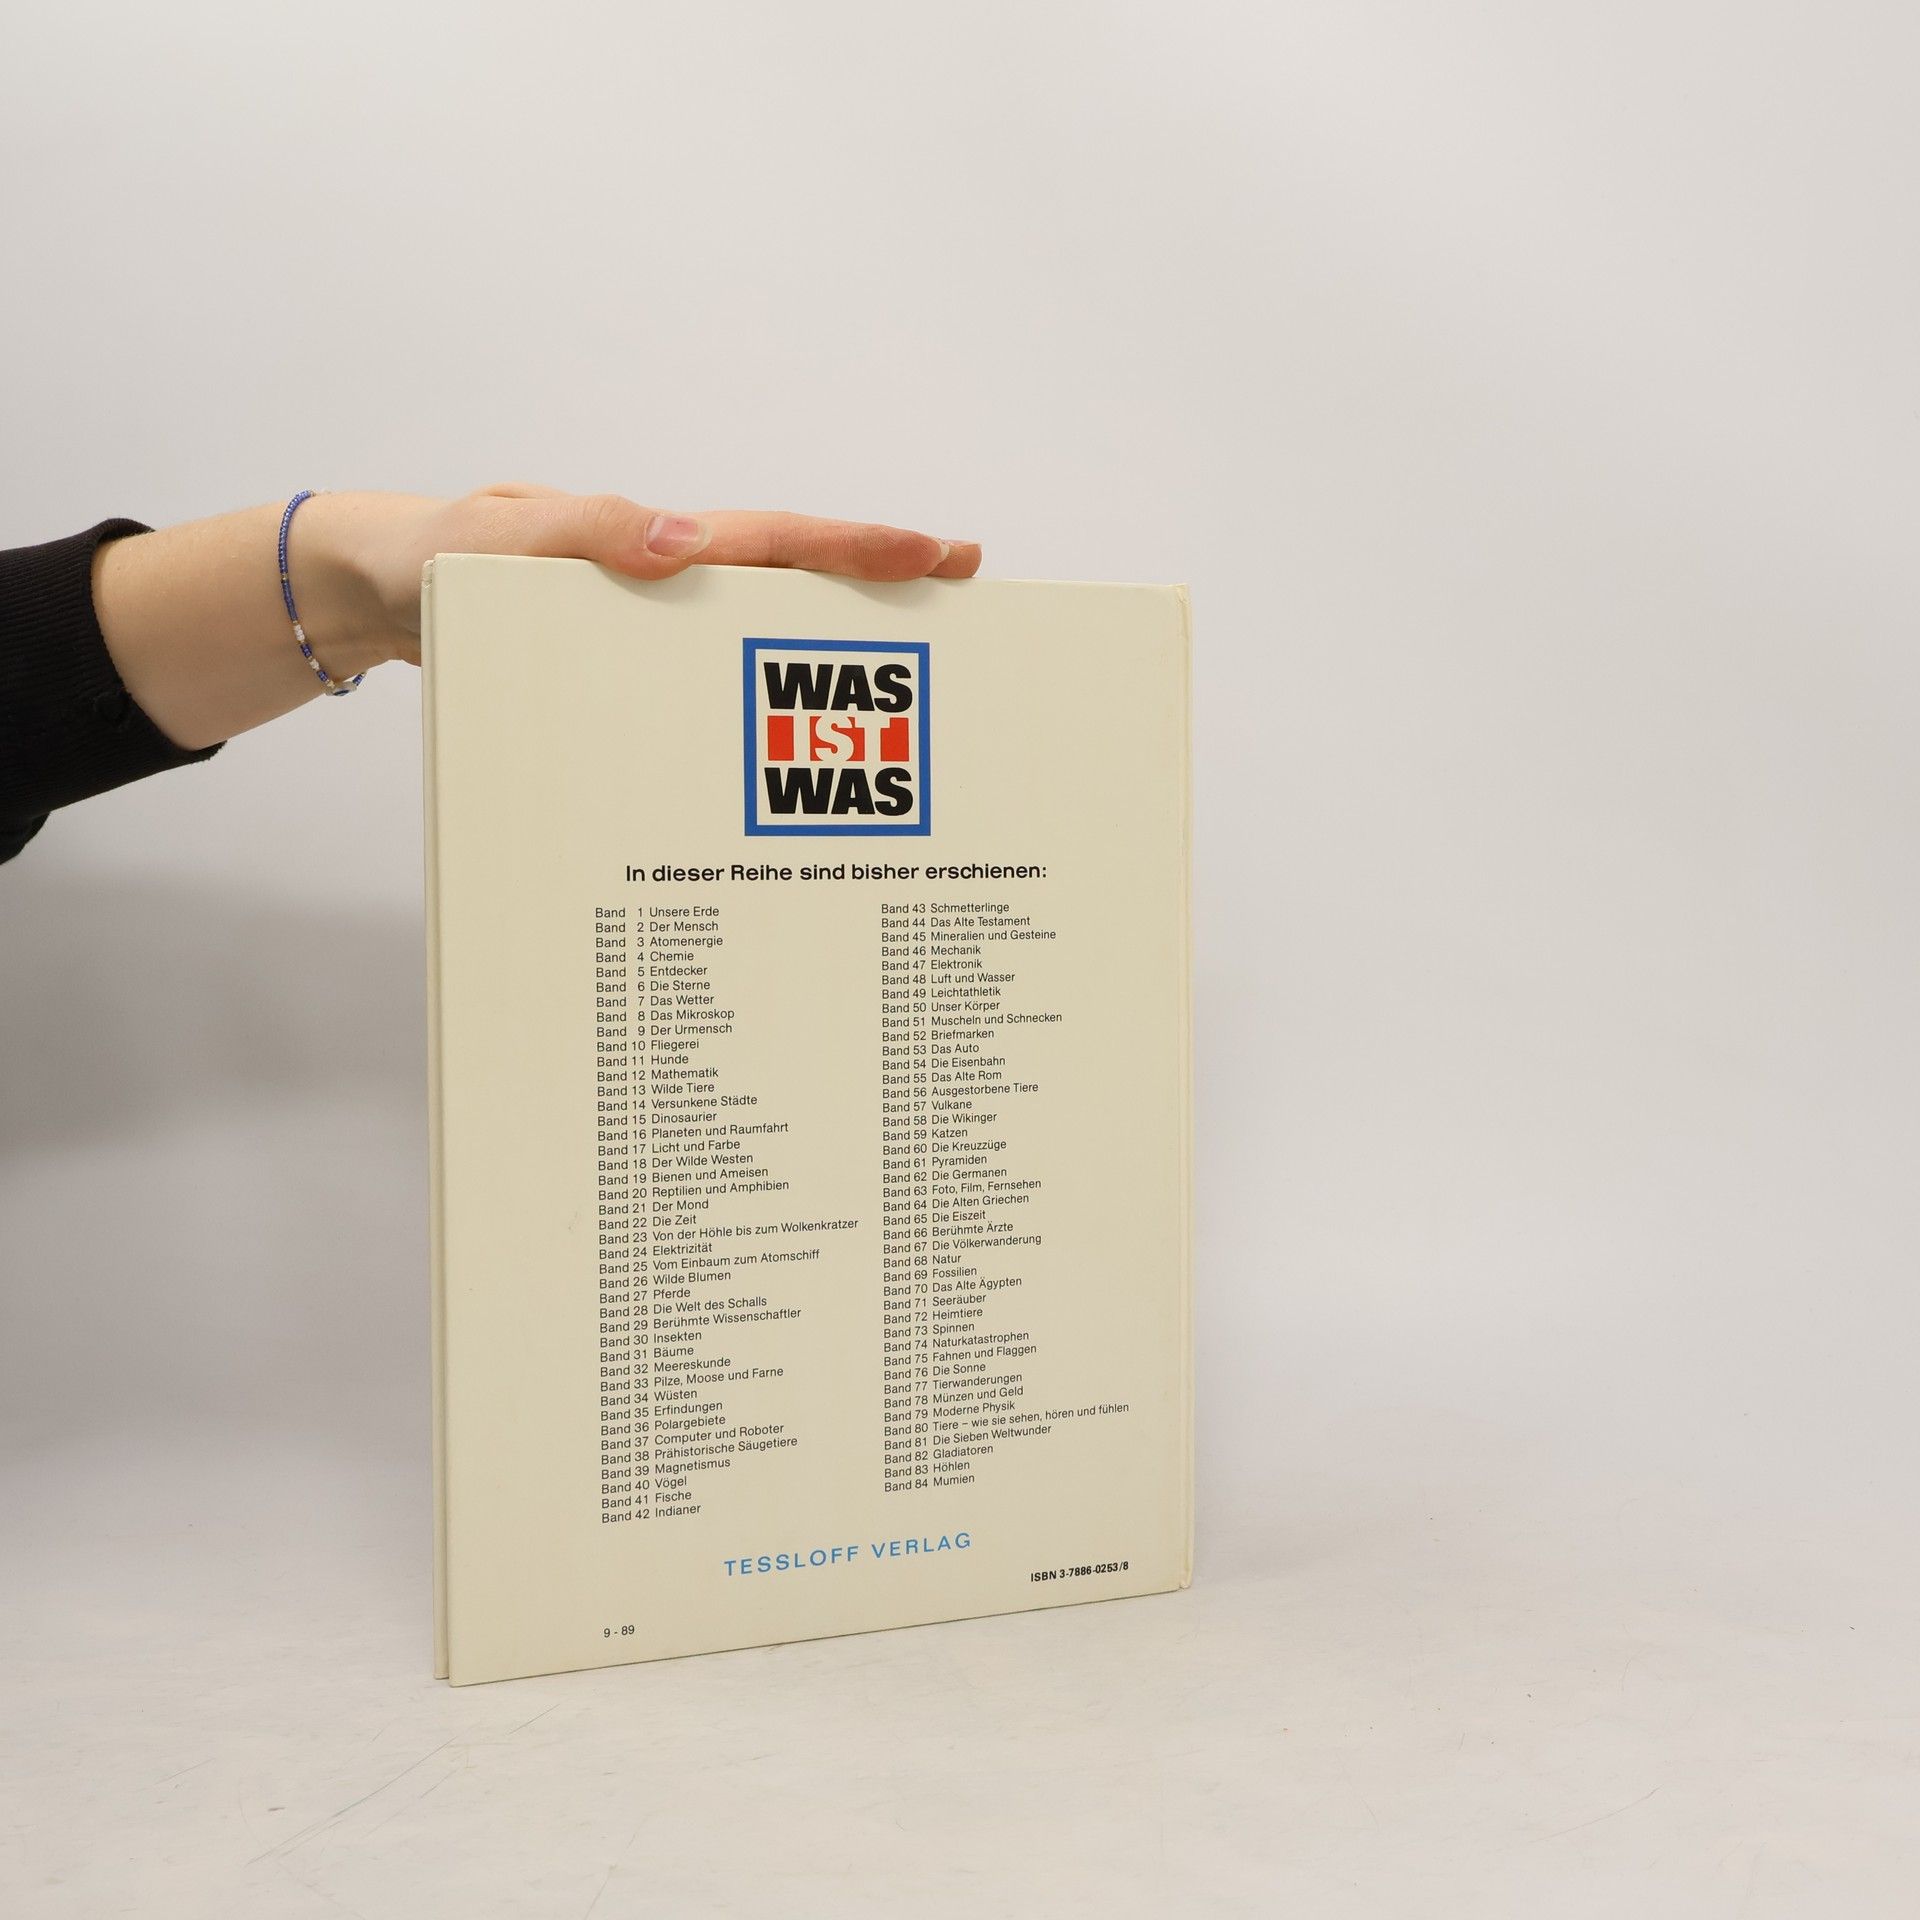 WAS
IST
WAS
In dieser Reihe sind bisher erschienen:
Band 1 Unsere Erde
Band 2 Der Mensch
Band 3 Atomenergie
Band 4 Chemie
Band 5 Entdecker
Band 6 Die Sterne
Band 7 Das Wetter
Band 8 Das Mikroskop
Band 9 Der Urmensch
Band 10 Fliegerei
Band 11 Hunde
Band 12 Mathematik
Band 13 Wilde Tiere
Band 14 Versunkene Städte
Band 15 Dinosaurier
Band 16 Planeten und Raumfahrt
Band 17 Licht und Farbe
Band 18 Der Wilde Westen
Band 19 Bienen und Ameisen
Band 20 Reptilien und Amphibien
Band 21 Der Mond
Band 22 Die Zeit
Band 23 Von der Höhle bis zum Wolkenkratzer
Band 24 Elektrizität
Band 25 Vom Einbaum zum Atomschiff
Band 26 Wilde Blumen
Band 27 Pferde
Band 28 Die Welt des Schalls
Band 29 Berühmte Wissenschaftler
Band 30 Insekten
Band 31 Bäume
Band 32 Meereskunde
Band 33 Pilze, Moose und Farne
Band 34 Wüsten
Band 35 Erfindungen
Band 36 Polargebiete
Band 37 Computer und Roboter
Band 38 Prähistorische Säugetiere
Band 39 Magnetismus
Band 40 Vögel
Band 41 Fische
Band 42 Indianer
Band 43 Schmetterlinge
Band 44 Das Alte Testament
Band 45 Mineralien und Gesteine
Band 46 Mechanik
Band 47 Elektronik
Band 48 Luft und Wasser
Band 49 Leichtathletik
Band 50 Unser Körper
Band 51 Muscheln und Schnecken
Band 52 Briefmarken
Band 53 Das Auto
Band 54 Die Eisenbahn
Band 55 Das Alte Rom
Band 56 Ausgestorbene Tiere
Band 57 Vulkane
Band 58 Die Wikinger
Band 59 Katzen
Band 60 Die Kreuzzüge
Band 61 Pyramiden
Band 62 Die Germanen
Band 63 Foto, Film, Fernsehen
Band 64 Die Alten Griechen
Band 65 Die Eiszeit
Band 66 Berühmte Ärzte
Band 67 Die Völkerwanderung
Band 68 Natur
Band 69 Fossilien
Band 70 Das Alte Ägypten
Band 71 Seeräuber
Band 72 Heimtiere
Band 73 Spinnen
Band 74 Naturkatastrophen
Band 75 Fahnen und Flaggen
Band 76 Die Sonne
Band 77 Tierwanderungen
Band 78 Münzen und Geld
Band 79 Moderne Physik
Band 80 Tiere – wie sie sehen, hören und fühlen
Band 81 Die Sieben Weltwunder
Band 82 Gladiatoren
Band 83 Höhlen
Band 84 Mumien
TESSLOFF VERLAG
ISBN 3-7886-0253/8
9 - 89